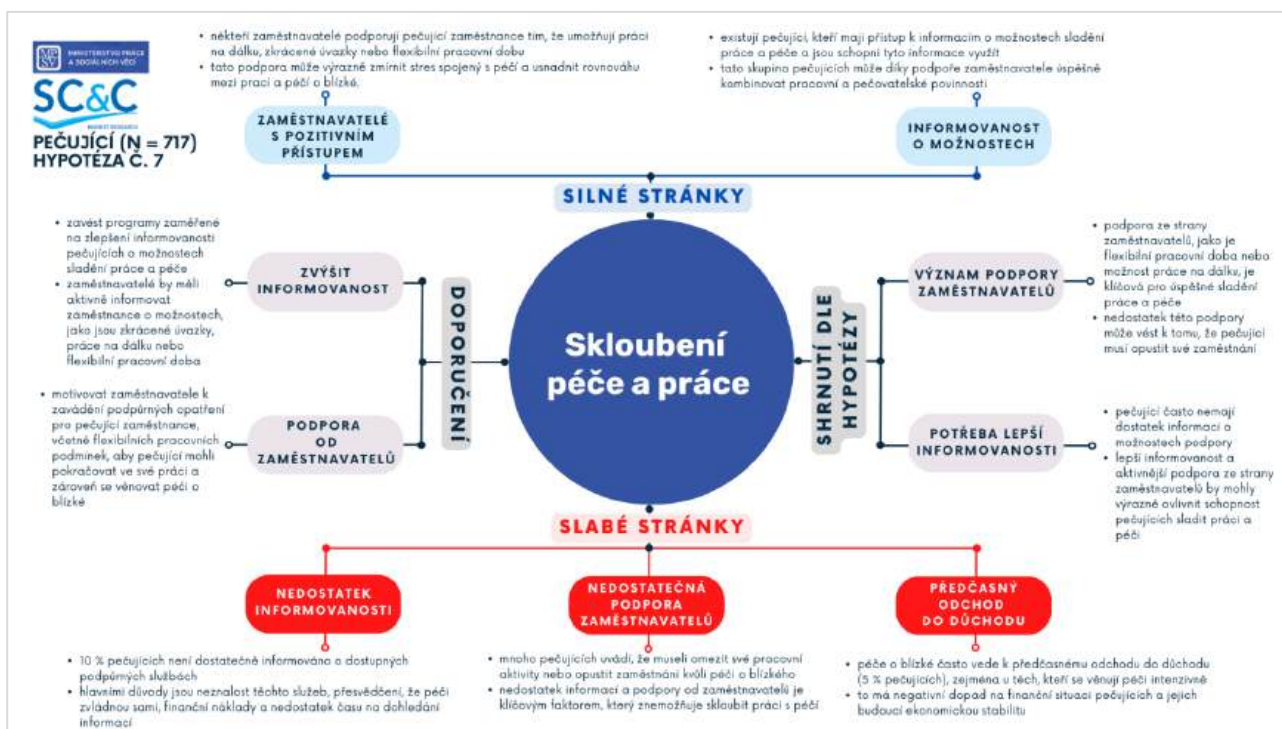 MINISTERSTVO PRÁCE
A SOCIÁLNÍCH VĚCÍ
SC&C
MARKET RESEARCH
PEČUJÍCÍ (N = 717)
HYPOTÉZA Č. 7
• někteří zaměstnavatelé podporují pečující zaměstnance tím, že umožňují práci
na dálku, zkrácené úvazky nebo flexibilní pracovní dobu
• tato podpora může výrazně zmírnit stres spojený s péčí a usnadnit rovnováhu
mezi prací a péčí o blízké.
• existují pečující, kteří mají přístup k informacím o možnostech sladění
práce a péče a jsou schopni tyto informace využít
• tato skupina pečujících může díky podpoře zaměstnavatele úspěšně
kombinovat pracovní a pečovatelské povinnosti
ZAMĚSTNAVATELÉ
S POZITIVNÍM
PŘÍSTUPEM
INFORMOVANOST
O MOŽNOSTECH
SILNÉ STRÁNKY
• zavést programy zaměřené
na zlepšení informovanosti
pečujících o možnostech
sladění práce a péče
• zaměstnavatelé by měli
aktivně informovat
zaměstnance o možnostech,
jako jsou zkrácené úvazky,
práce na dálku nebo
flexibilní pracovní doba
ZVÝŠIT
INFORMOVANOST
• motivovat zaměstnavatele k
zavádění podpůrných opatření
pro pečující zaměstnance,
včetně flexibilních pracovních
podmínek, aby pečující mohli
pokračovat ve své práci a
zároveň se věnovat péči o
blízké
PODPORA
OD
ZAMĚSTNAVATELŮ
DOPORUČENÍ
Skloubení
péče a práce
SHRNUTÍ DLE
HYPOTÉZY
VÝZNAM PODPORY
ZAMĚSTNAVATELŮ
• podpora ze strany
zaměstnavatelů, jako je
flexibilní pracovní doba nebo
možnost práce na dálku, je
klíčová pro úspěšné sladění
práce a péče
• nedostatek této podpory
může vést k tomu, že pečující
musí opustit své zaměstnání
POTŘEBA LEPŠÍ
INFORMOVANOSTI
• pečující často nemají
dostatek informací o
možnostech podpory
• lepší informovanost a
aktivnější podpora ze strany
zaměstnavatelů by mohly
výrazně ovlivnit schopnost
pečujících sladit práci a
péči
SLABÉ STRÁNKY
NEDOSTATEK
INFORMOVANOSTI
NEDOSTATEČNÁ
PODPORA
ZAMĚSTNAVATELŮ
PŘEDČASNÝ
ODCHOD
DO DŮCHODU
• 10 % pečujících není dostatečně informována o dostupných
podpůrných službách
• hlavními důvody jsou neznalost těchto služeb, přesvědčení, že péči
zvládnou sami, finanční náklady a nedostatek času na dohledání
informací
• mnoho pečujících uvádí, že museli omezit své pracovní
aktivity nebo opustit zaměstnání kvůli péči o blízkého
• nedostatek informací a podpory od zaměstnavatelů je
klíčovým faktorem, který znemožňuje skloubit práci s péčí
• péče o blízké často vede k předčasnému odchodu do důchodu
(5 % pečujících), zejména u těch, kteří se věnují péči intenzivně
• to má negativní dopad na finanční situaci pečujících a jejich
budoucí ekonomickou stabilitu